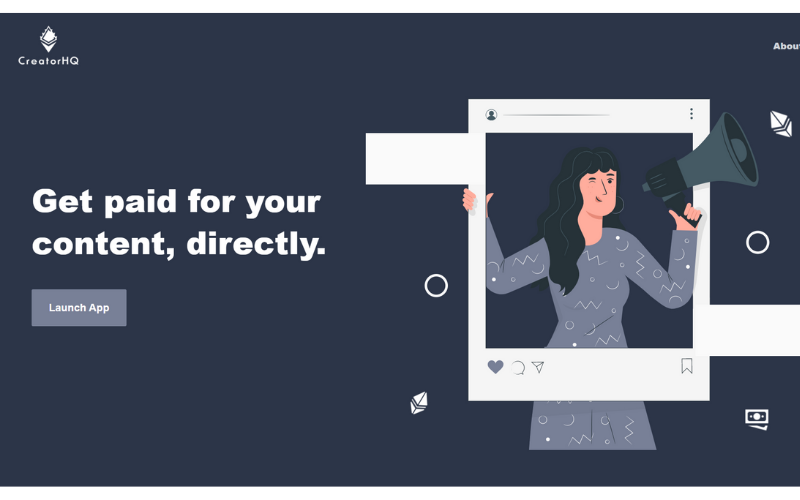 CreatorHQ
About
Get paid for your
content, directly.
Launch App